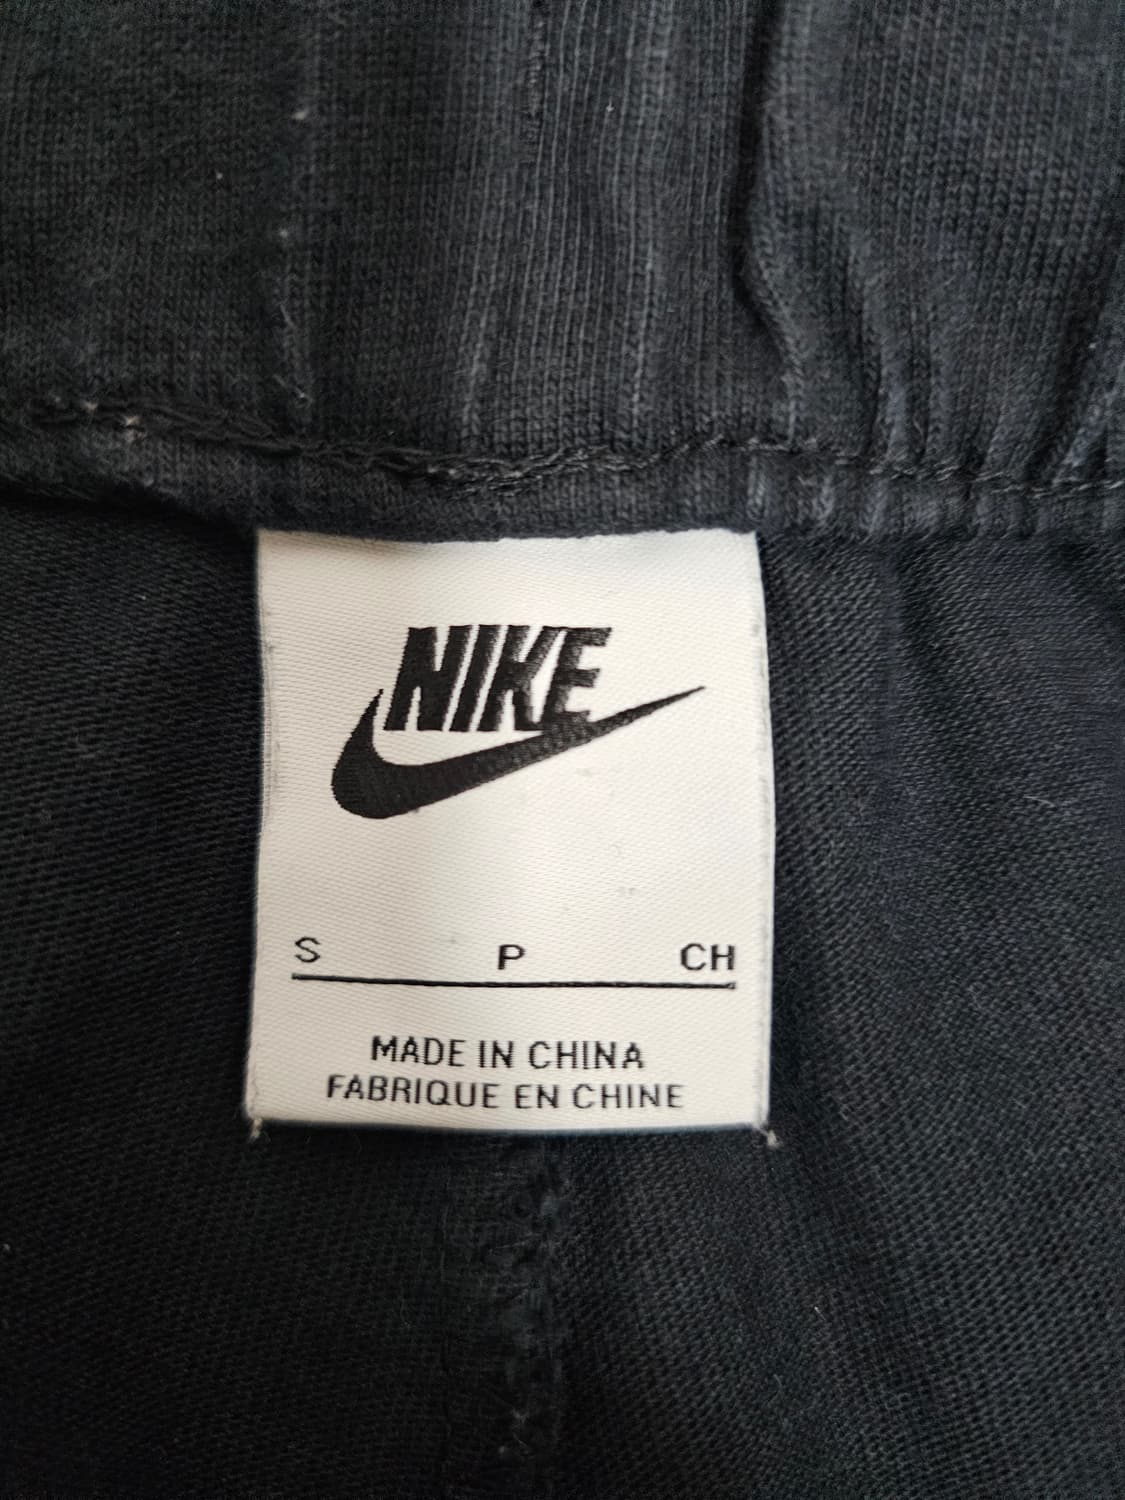 NIKE
S P CH
MADE IN CHINA
FABRIQUE EN CHINE